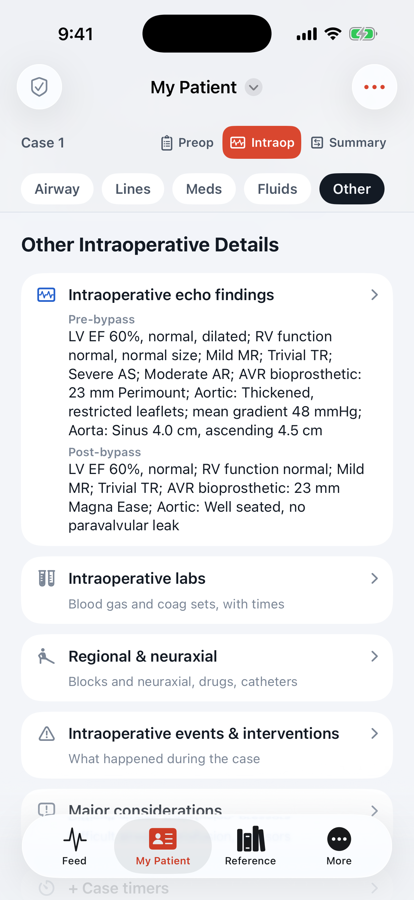 9:41
My Patient
Case 1
Preop
Intraop
Summary
Airway
Lines
Meds
Fluids
Other
Other Intraoperative Details
Intraoperative echo findings
Pre-bypass
LV EF 60%, normal, dilated; RV function
normal, normal size; Mild MR; Trivial TR;
Severe AS; Moderate AR; AVR bioprosthetic:
23 mm Perimount; Aortic: Thickened,
restricted leaflets; mean gradient 48 mmHg;
Aorta: Sinus 4.0 cm, ascending 4.5 cm
Post-bypass
LV EF 60%, normal; RV function normal; Mild
MR; Trivial TR; AVR bioprosthetic: 23 mm
Magna Ease; Aortic: Well seated, no
paravalvular leak
Intraoperative labs
Blood gas and coag sets, with times
Regional & neuraxial
Blocks and neuraxial, drugs, catheters
Intraoperative events & interventions
What happened during the case
Major considerations
Feed
My Patient
Reference
More
+ Case timers